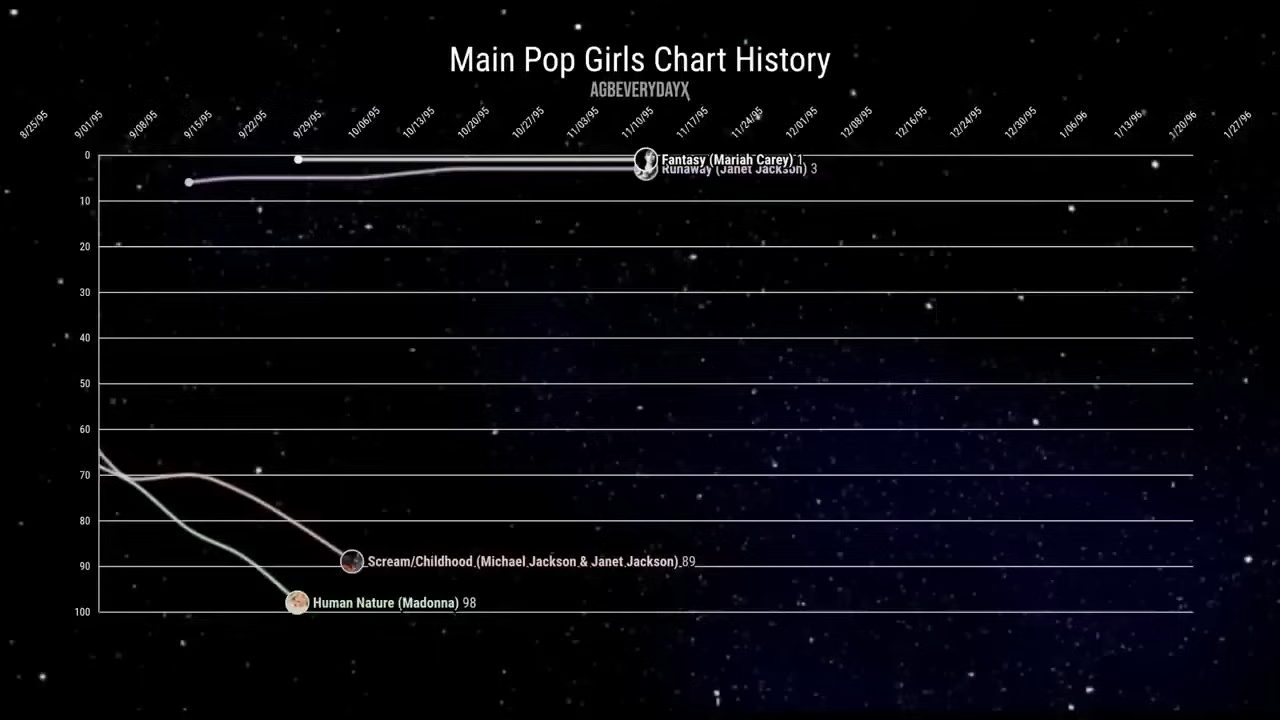 Main Pop Girls Chart History
AGBEVERYDAYX
8/25/95 9/01/95 9/08/95 9/15/95 9/22/95 9/29/95 10/06/95 10/13/95 10/20/95 10/27/95 11/03/95 11/10/95 11/17/95 11/24/95 12/01/95 12/08/95 12/16/95 12/24/95 12/30/95 1/06/96 1/13/96 1/20/96 1/27/96
0
Fantasy (Mariah Carey) 1
Runaway (Janet Jackson) 3
10
20
30
40
50
60
70
80
Scream/Childhood (Michael Jackson & Janet Jackson) 89
90
Human Nature (Madonna) 98
100